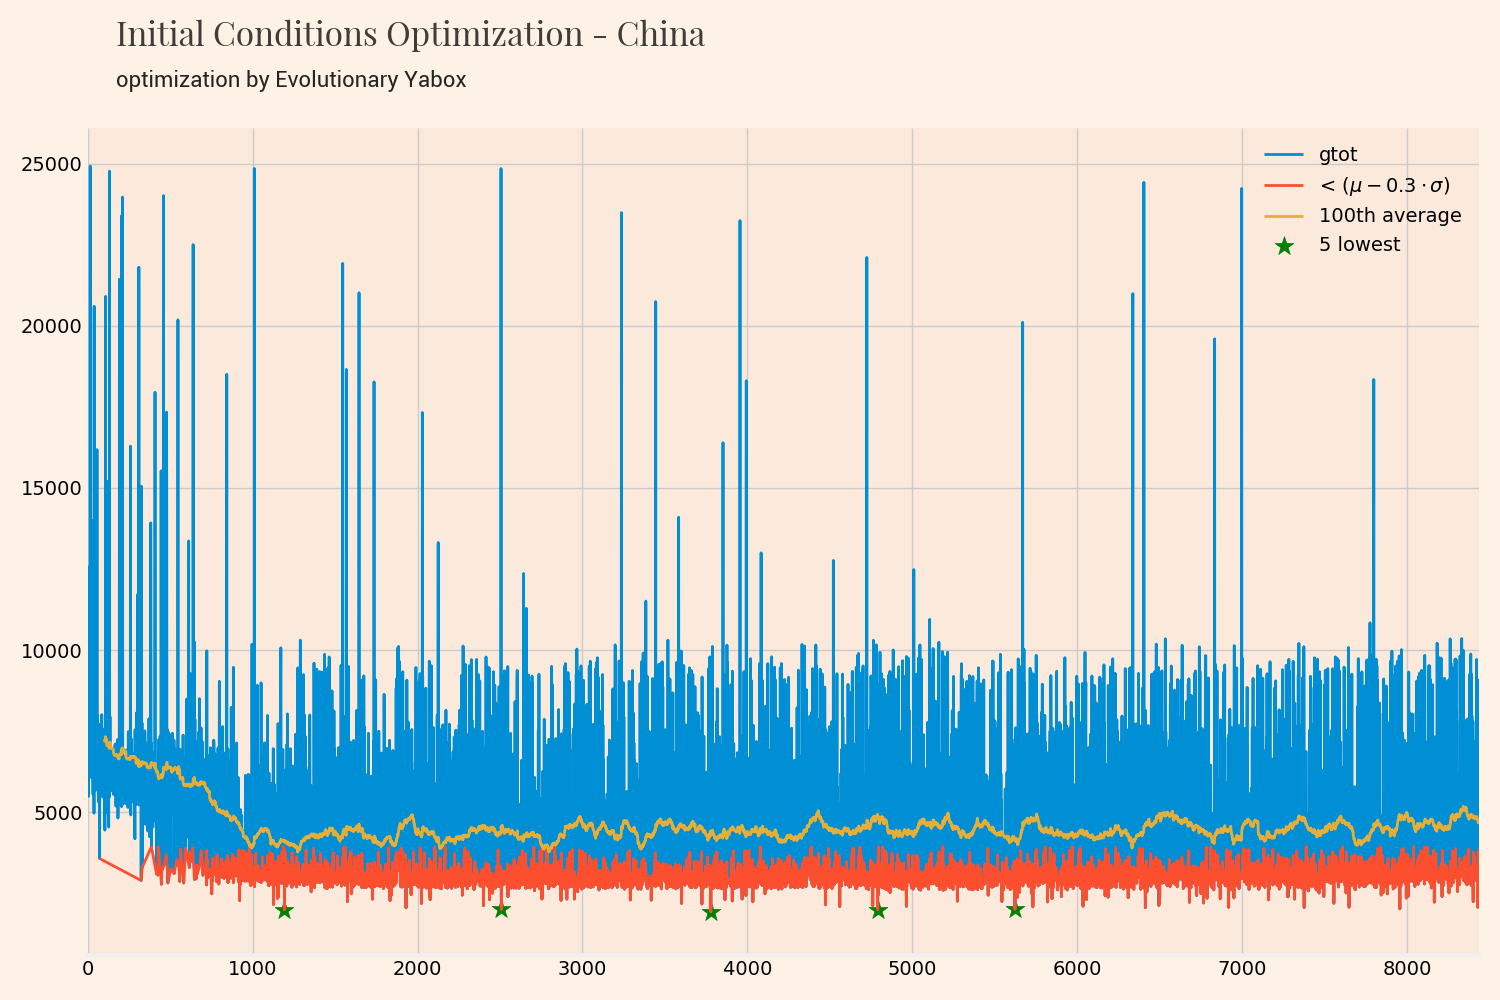 Initial Conditions Optimization - China
optimization by Evolutionary Yabox
gtot
< (μ − 0.3 · σ)
100th average
5 lowest
25000
20000
15000
10000
5000
0 1000 2000 3000 4000 5000 6000 7000 8000